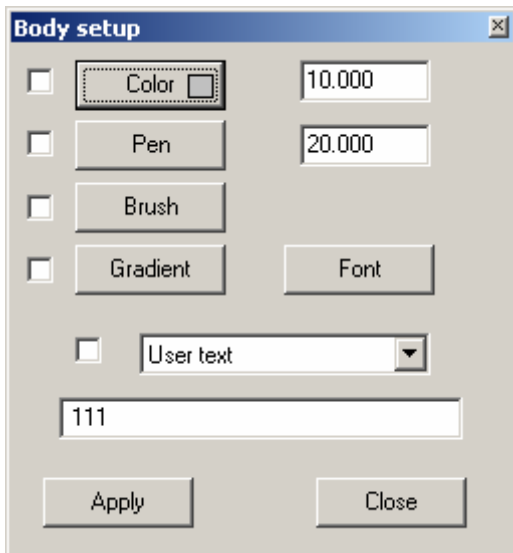 Body setup
Color 10.000
Pen 20.000
Brush
Gradient Font
User text
111
Apply Close